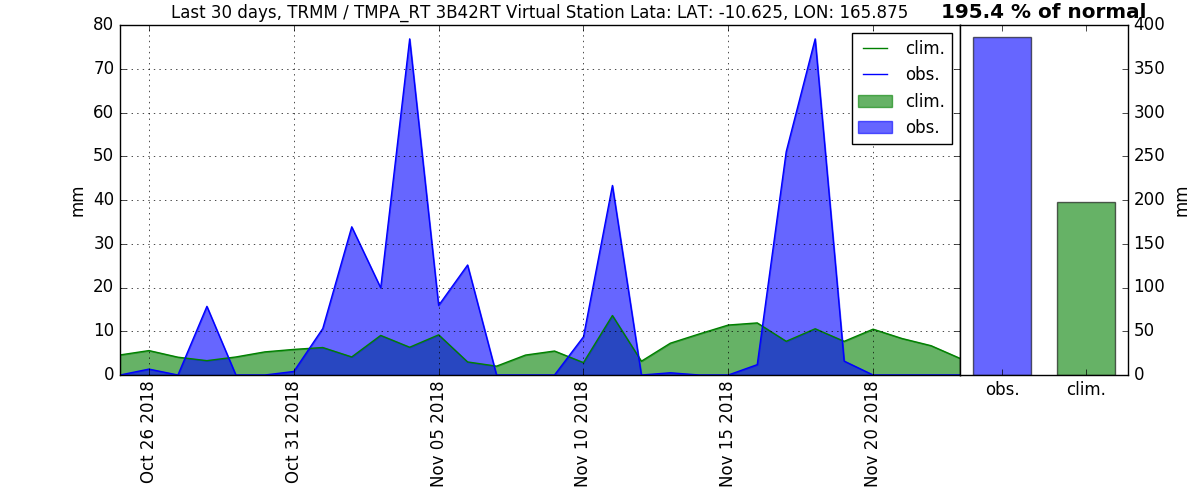 Last 30 days, TRMM / TMPA_RT 3B42RT Virtual Station Lata: LAT: -10.625, LON: 165.875
195.4 % of normal
80
70
60
50
40
30
20
10
0
mm
clim.
obs.
clim.
obs.
Oct 26 2018
Oct 31 2018
Nov 05 2018
Nov 10 2018
Nov 15 2018
Nov 20 2018
400
350
300
250
200
150
100
50
0
mm
obs.
clim.